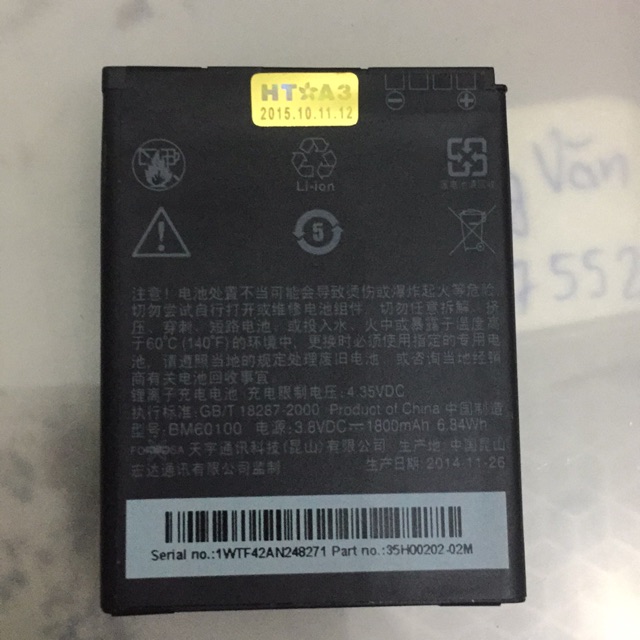 HT☆A3
2015.10.11.12
Li-ion
5
注意！电池处置不当可能会导致烫伤或爆炸起火等危险
切勿尝试自行打开或维修电池组件。切勿任意拆解、挤
压、穿刺、短路电池，或投入水、火中或暴露于温度高
于60℃(140℉)的环境中。更换时必须使用指定的专用电
池，请遵照当地的规定处理废旧电池，或咨询当地经销
商有关电池回收事宜
锂离子充电电池 充电限制电压：4.35VDC
执行标准：GB/T 18287-2000 Product of China 中国制造
型号：BM60100 电源：3.8VDC⎓1800mAh 6.84Wh
天宇通讯科技(昆山)有限公司 生产地：中国昆山
宏达通讯有限公司监制 生产日期 2014-11-26
Serial no.:1WTF42AN248271 Part no.:35H00202-02M
Văn
7552